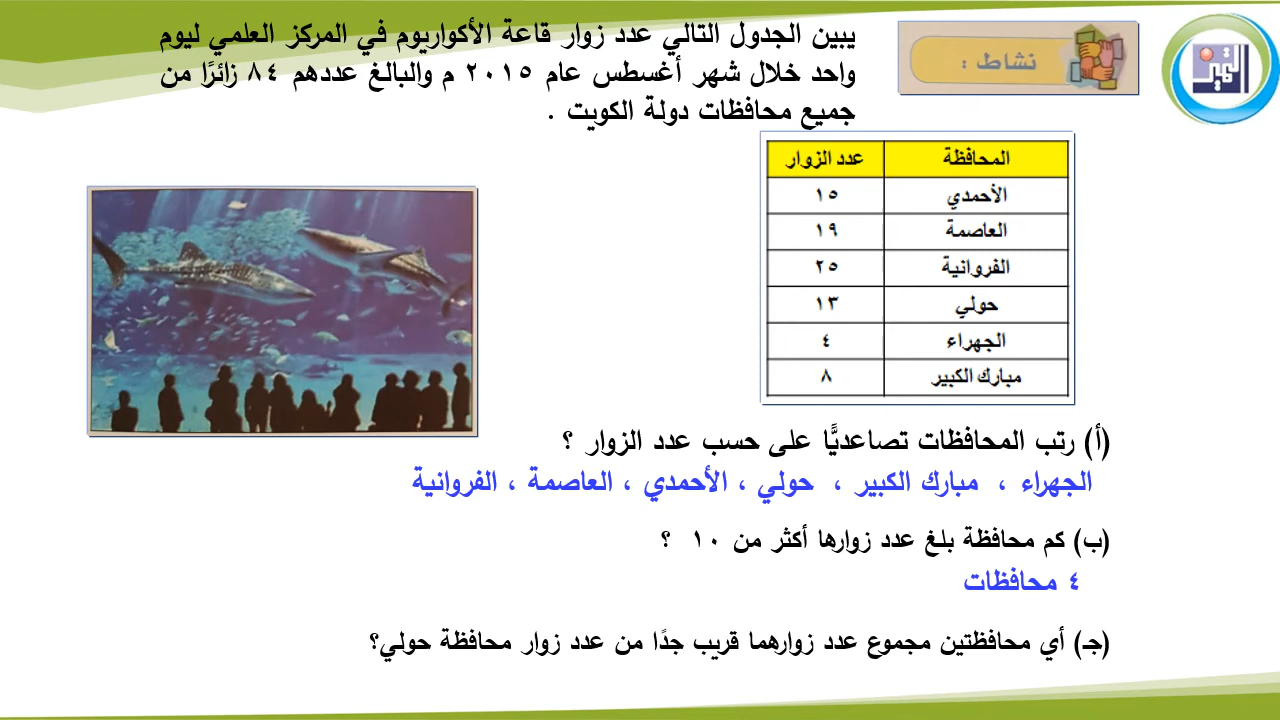 التميز
نشاط :
يبين الجدول التالي عدد زوار قاعة الأكواريوم في المركز العلمي ليوم
واحد خلال شهر أغسطس عام ٢٠١٥ م والبالغ عددهم ٨٤ زائرًا من
جميع محافظات دولة الكويت .
المحافظة عدد الزوار
الأحمدي ١٥
العاصمة ١٩
الفروانية ٢٥
حولي ١٣
الجهراء ٤
مبارك الكبير ٨
(أ) رتب المحافظات تصاعديًّا على حسب عدد الزوار ؟
الجهراء ، مبارك الكبير ، حولي ، الأحمدي ، العاصمة ، الفروانية
(ب) كم محافظة بلغ عدد زوارها أكثر من ١٠ ؟
٤ محافظات
(جـ) أي محافظتين مجموع عدد زوارهما قريب جدًا من عدد زوار محافظة حولي؟